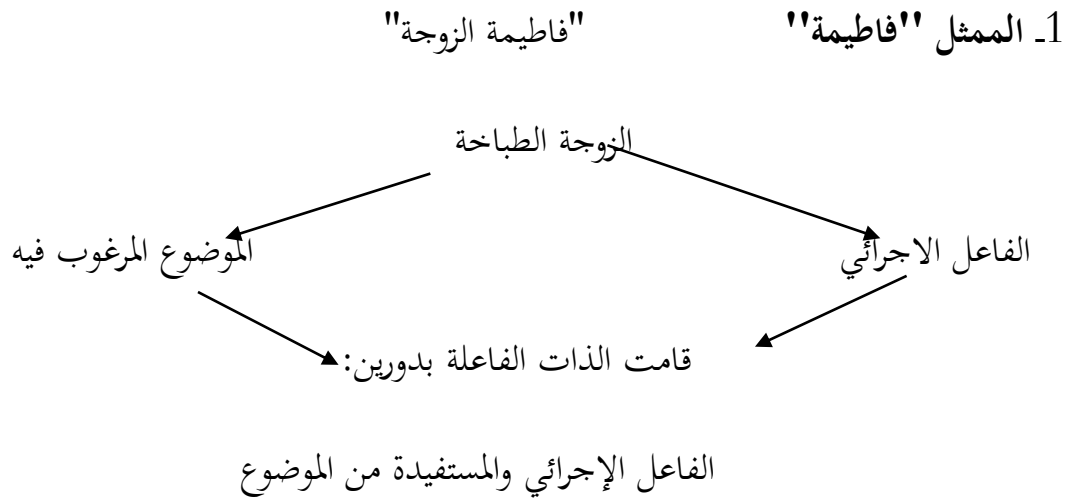 1ـ الممثل ''فاطيمة'' "فاطيمة الزوجة"
الزوجة الطباخة
الفاعل الاجرائي الموضوع المرغوب فيه
قامت الذات الفاعلة بدورين:
الفاعل الإجرائي والمستفيدة من الموضوع